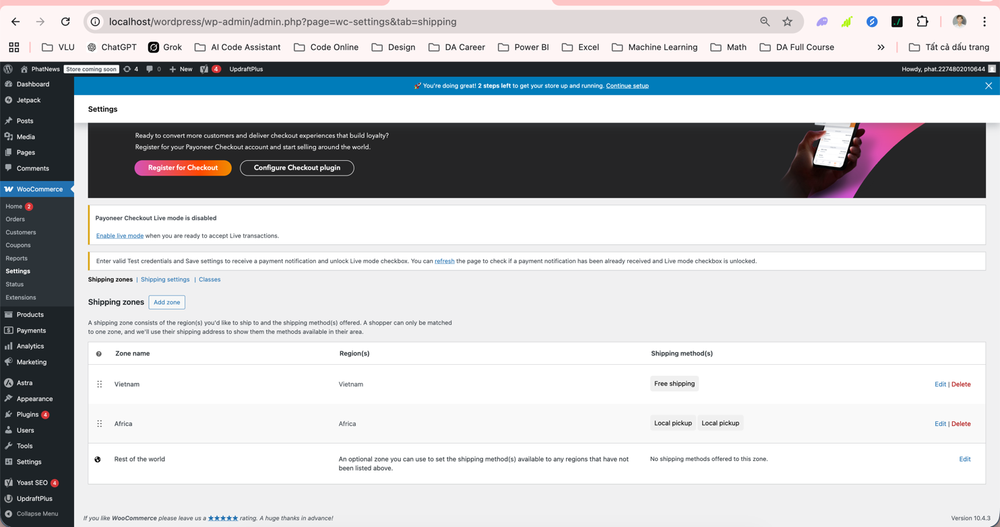 localhost/wordpress/wp-admin/admin.php?page=wc-settings&tab=shipping
VLU ChatGPT Grok AI Code Assistant Code Online Design DA Career Power BI Excel Machine Learning Math DA Full Course Tất cả dấu trang
PhatNews Store coming soon 4 0 New 4 UpdraftPlus Howdy, phat.2274802010644
🚀 You're doing great! 2 steps left to get your store up and running. Continue setup
Settings
Dashboard
Jetpack
Posts
Media
Pages
Comments
WooCommerce
Home 2
Orders
Customers
Coupons
Reports
Settings
Status
Extensions
Products
Payments
Analytics
Marketing
Astra
Appearance
Plugins 4
Users
Tools
Settings
Yoast SEO 4
UpdraftPlus
Collapse Menu
Ready to convert more customers and deliver checkout experiences that build loyalty?
Register for your Payoneer Checkout account and start selling around the world.
Register for Checkout Configure Checkout plugin
Payoneer Checkout Live mode is disabled
Enable live mode when you are ready to accept Live transactions.
Enter valid Test credentials and Save settings to receive a payment notification and unlock Live mode checkbox. You can refresh the page to check if a payment notification has been already received and Live mode checkbox is unlocked.
Shipping zones | Shipping settings | Classes
Shipping zones Add zone
A shipping zone consists of the region(s) you'd like to ship to and the shipping method(s) offered. A shopper can only be matched
to one zone, and we'll use their shipping address to show them the methods available in their area.
Zone name Region(s) Shipping method(s)
Vietnam Vietnam Free shipping Edit | Delete
Africa Africa Local pickup Local pickup Edit | Delete
Rest of the world An optional zone you can use to set the shipping method(s) available to any regions that have not No shipping methods offered to this zone. Edit
been listed above.
If you like WooCommerce please leave us a ★★★★★ rating. A huge thanks in advance! Version 10.4.3